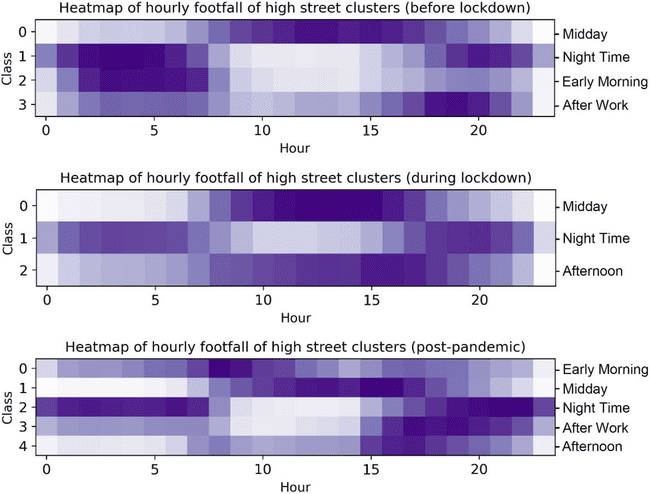 Heatmap of hourly footfall of high street clusters (before lockdown)
0 Midday
1 Night Time
2 Early Morning
3 After Work
Class
0 5 10 15 20
Hour
Heatmap of hourly footfall of high street clusters (during lockdown)
0 Midday
1 Night Time
2 Afternoon
Class
0 5 10 15 20
Hour
Heatmap of hourly footfall of high street clusters (post-pandemic)
0 Early Morning
1 Midday
2 Night Time
3 After Work
4 Afternoon
Class
0 5 10 15 20
Hour